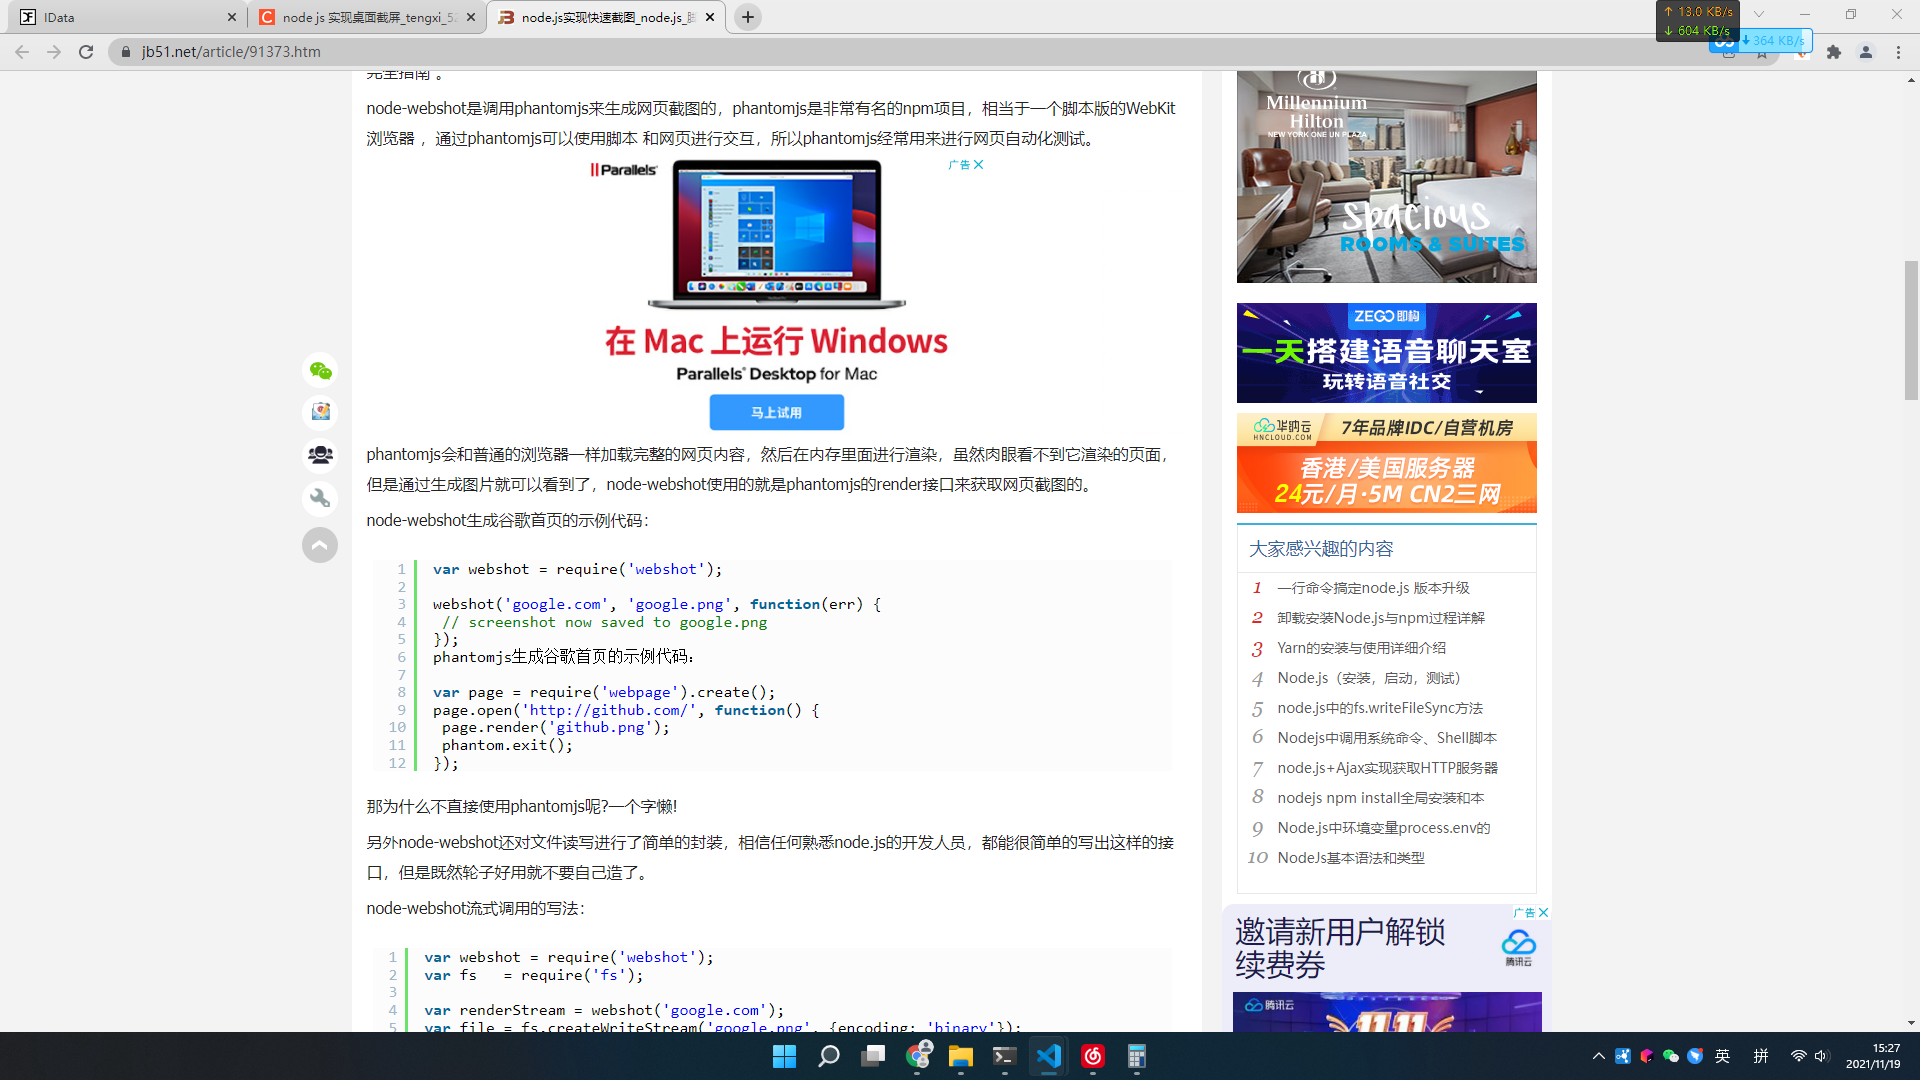 IData
node js 实现桌面截屏_tengxi_5
node.js实现快速截图_node.js_脚
↑ 13.0 KB/s
↓ 604 KB/s
364 KB/s
jb51.net/article/91373.htm
完全指南 。
node-webshot是调用phantomjs来生成网页截图的，phantomjs是非常有名的npm项目，相当于一个脚本版的WebKit
浏览器 ，通过phantomjs可以使用脚本 和网页进行交互，所以phantomjs经常用来进行网页自动化测试。
Parallels
广告
在 Mac 上运行 Windows
Parallels® Desktop for Mac
马上试用
phantomjs会和普通的浏览器一样加载完整的网页内容，然后在内存里面进行渲染，虽然肉眼看不到它渲染的页面，
但是通过生成图片就可以看到了，node-webshot使用的就是phantomjs的render接口来获取网页截图的。
node-webshot生成谷歌首页的示例代码：
1 var webshot = require('webshot');
2
3 webshot('google.com', 'google.png', function(err) {
4 // screenshot now saved to google.png
5 });
6 phantomjs生成谷歌首页的示例代码：
7
8 var page = require('webpage').create();
9 page.open('http://github.com/', function() {
10 page.render('github.png');
11 phantom.exit();
12 });
那为什么不直接使用phantomjs呢?一个字懒!
另外node-webshot还对文件读写进行了简单的封装，相信任何熟悉node.js的开发人员，都能很简单的写出这样的接
口，但是既然轮子好用就不要自己造了。
node-webshot流式调用的写法：
1 var webshot = require('webshot');
2 var fs   = require('fs');
3
4 var renderStream = webshot('google.com');
5 var file = fs.createWriteStream('google.png', {encoding: 'binary'});
Millennium
Hilton
NEW YORK ONE UN PLAZA
Spacious
ROOMS & SUITES
ZEGO 即构
一天搭建语音聊天室
玩转语音社交
华纳云
HNCLOUD.COM
7年品牌IDC/自营机房
香港/美国服务器
24元/月·5M CN2三网
大家感兴趣的内容
1 一行命令搞定node.js 版本升级
2 卸载安装Node.js与npm过程详解
3 Yarn的安装与使用详细介绍
4 Node.js（安装，启动，测试）
5 node.js中的fs.writeFileSync方法
6 Nodejs中调用系统命令、Shell脚本
7 node.js+Ajax实现获取HTTP服务器
8 nodejs npm install全局安装和本
9 Node.js中环境变量process.env的
10 NodeJs基本语法和类型
广告
邀请新用户解锁
续费券
腾讯云
腾讯云
11.11
英
拼
15:27
2021/11/19